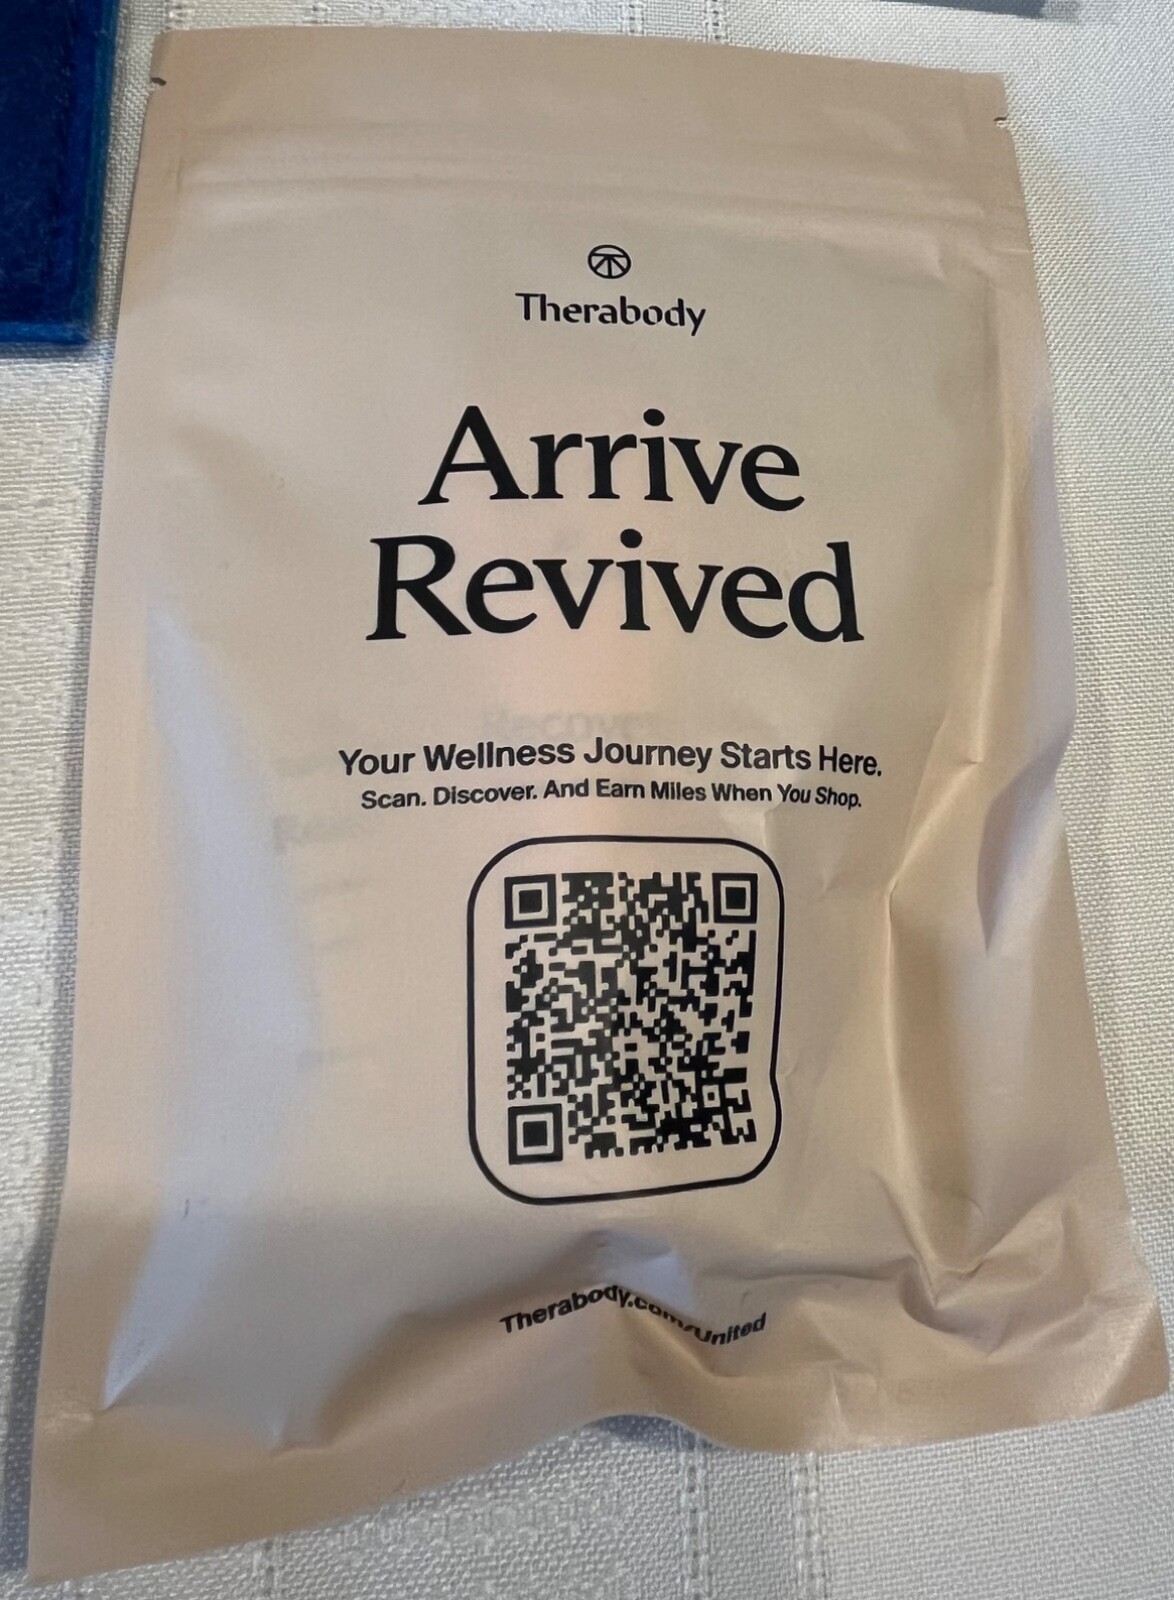 Therabody
Arrive
Revived
Your Wellness Journey Starts Here.
Scan. Discover. And Earn Miles When You Shop.
Therabody.com/United